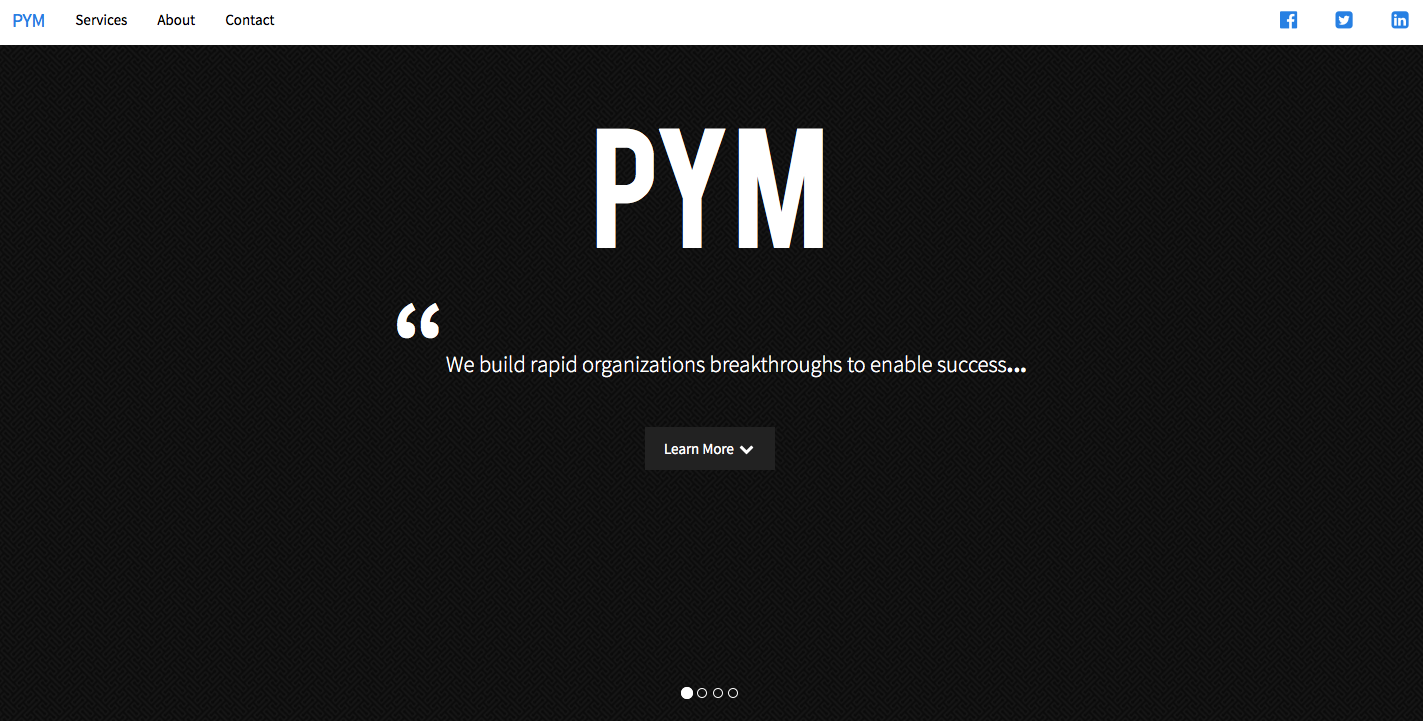 PYM Services About Contact
PYM
“
We build rapid organizations breakthroughs to enable success...
Learn More